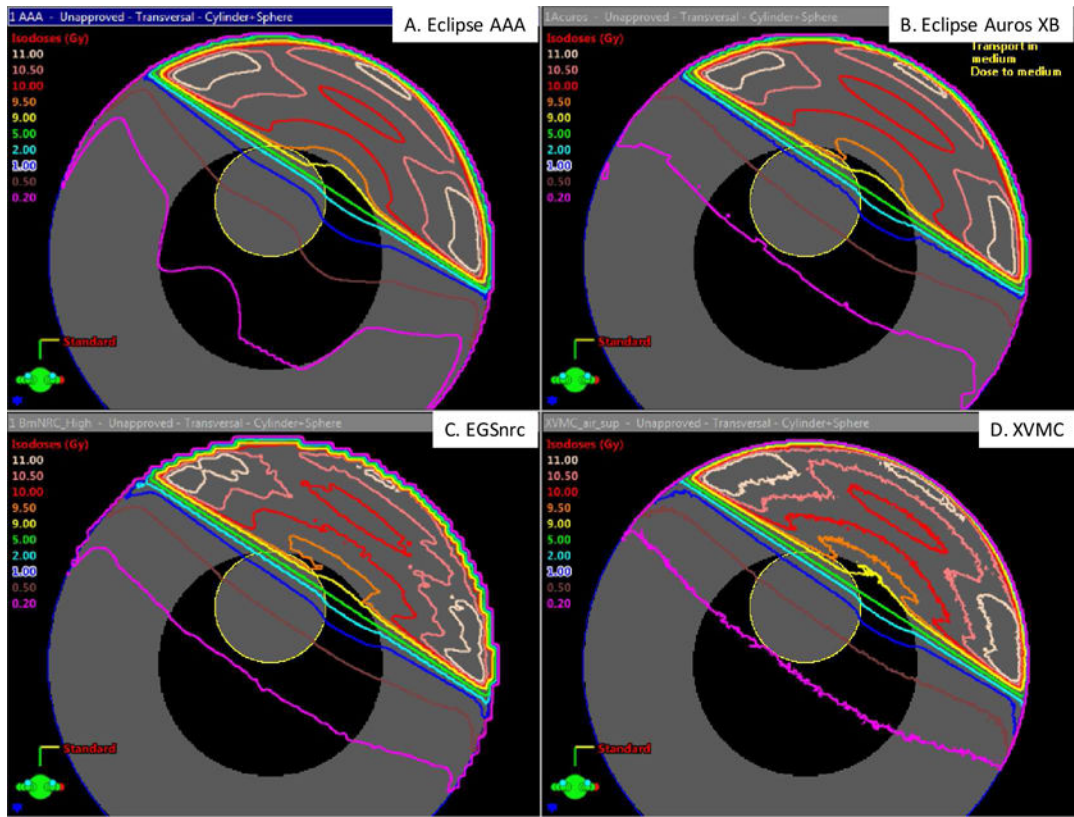 1 AAA - Unapproved - Transversal - Cylinder+Sphere
A. Eclipse AAA
Isodoses (Gy)
11.00
10.50
10.00
9.50
9.00
5.00
2.00
1.00
0.50
0.20
Standard
1Acuros - Unapproved - Transversal - Cylinder+Sphere
B. Eclipse Auros XB
Transport in
medium
Dose to medium
Isodoses (Gy)
11.00
10.50
10.00
9.50
9.00
5.00
2.00
1.00
0.50
0.20
Standard
1 BmNRC_High - Unapproved - Transversal - Cylinder+Sphere
C. EGSnrc
Isodoses (Gy)
11.00
10.50
10.00
9.50
9.00
5.00
2.00
1.00
0.50
0.20
Standard
XVMC_air_sup - Unapproved - Transversal - Cylinder+Sphere
D. XVMC
Isodoses (Gy)
11.00
10.50
10.00
9.50
9.00
5.00
2.00
1.00
0.50
0.20
Standard